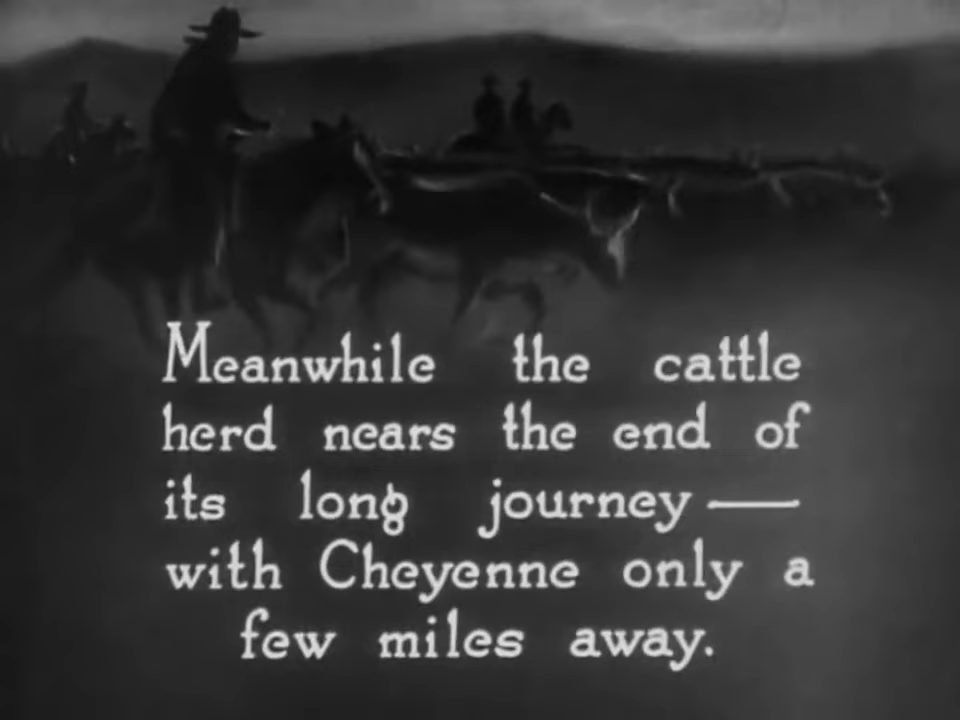 Meanwhile the cattle
herd nears the end of
its long journey —
with Cheyenne only a
few miles away.